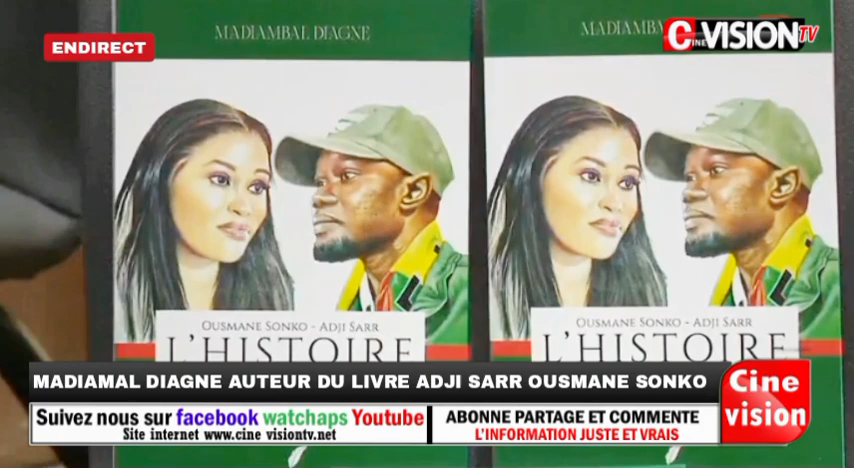 ENDIRECT
MADIAMBAL DIAGNE
MADIAMBA
CINE VISION TV
OUSMANE SONKO - ADJI SARR
L'HISTOIRE
OUSMANE SONKO - ADJI SARR
L'HISTOIRE
MADIAMAL DIAGNE AUTEUR DU LIVRE ADJI SARR OUSMANE SONKO
Cine
vision
Suivez nous sur facebook watchaps Youtube
Site internet www.cine visiontv.net
ABONNE PARTAGE ET COMMENTE
L'INFORMATION JUSTE ET VRAIS